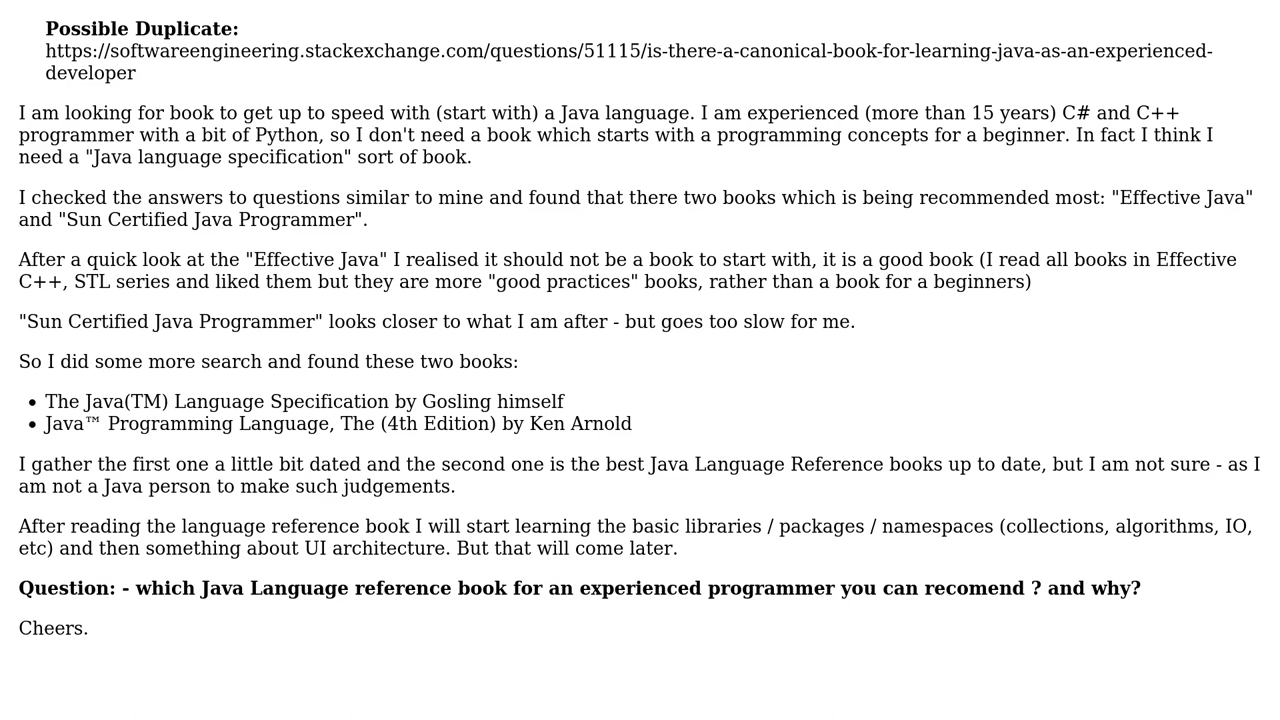 Possible Duplicate:
https://softwareengineering.stackexchange.com/questions/51115/is-there-a-canonical-book-for-learning-java-as-an-experienced-
developer
I am looking for book to get up to speed with (start with) a Java language. I am experienced (more than 15 years) C# and C++
programmer with a bit of Python, so I don't need a book which starts with a programming concepts for a beginner. In fact I think I
need a "Java language specification" sort of book.
I checked the answers to questions similar to mine and found that there two books which is being recommended most: "Effective Java"
and "Sun Certified Java Programmer".
After a quick look at the "Effective Java" I realised it should not be a book to start with, it is a good book (I read all books in Effective
C++, STL series and liked them but they are more "good practices" books, rather than a book for a beginners)
"Sun Certified Java Programmer" looks closer to what I am after - but goes too slow for me.
So I did some more search and found these two books:
• The Java(TM) Language Specification by Gosling himself
• Java™ Programming Language, The (4th Edition) by Ken Arnold
I gather the first one a little bit dated and the second one is the best Java Language Reference books up to date, but I am not sure - as I
am not a Java person to make such judgements.
After reading the language reference book I will start learning the basic libraries / packages / namespaces (collections, algorithms, IO,
etc) and then something about UI architecture. But that will come later.
Question: - which Java Language reference book for an experienced programmer you can recomend ? and why?
Cheers.